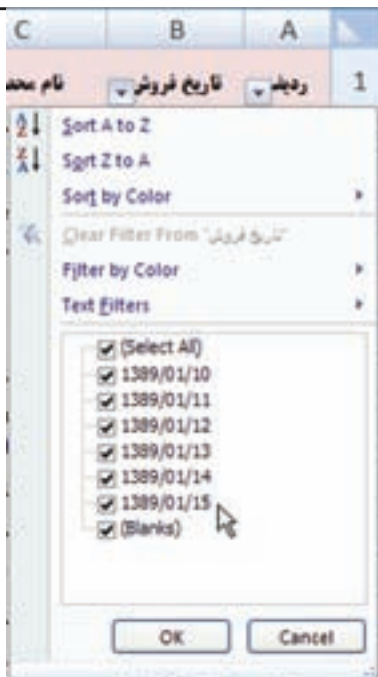 C B A
نام محص تاریخ فروش ردیف 1
Sort A to Z
Sort Z to A
Sort by Color
Clear Filter From "تاریخ فروش"
Filter by Color
Text Filters
(Select All)
1389/01/10
1389/01/11
1389/01/12
1389/01/13
1389/01/14
1389/01/15
(Blanks)
OK Cancel